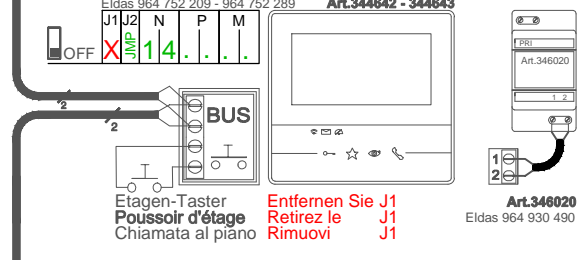 Eldas 964 752 209 - 964 752 289
Art.344642 - 344643
J1 J2 N P M
OFF X JMP 1 4 . . . .
PRI
Art.346020
1 2
2
2
BUS
1
2
Etagen-Taster
Poussoir d'étage
Chiamata al piano
Entfernen Sie J1
Retirez le J1
Rimuovi J1
Art.346020
Eldas 964 930 490